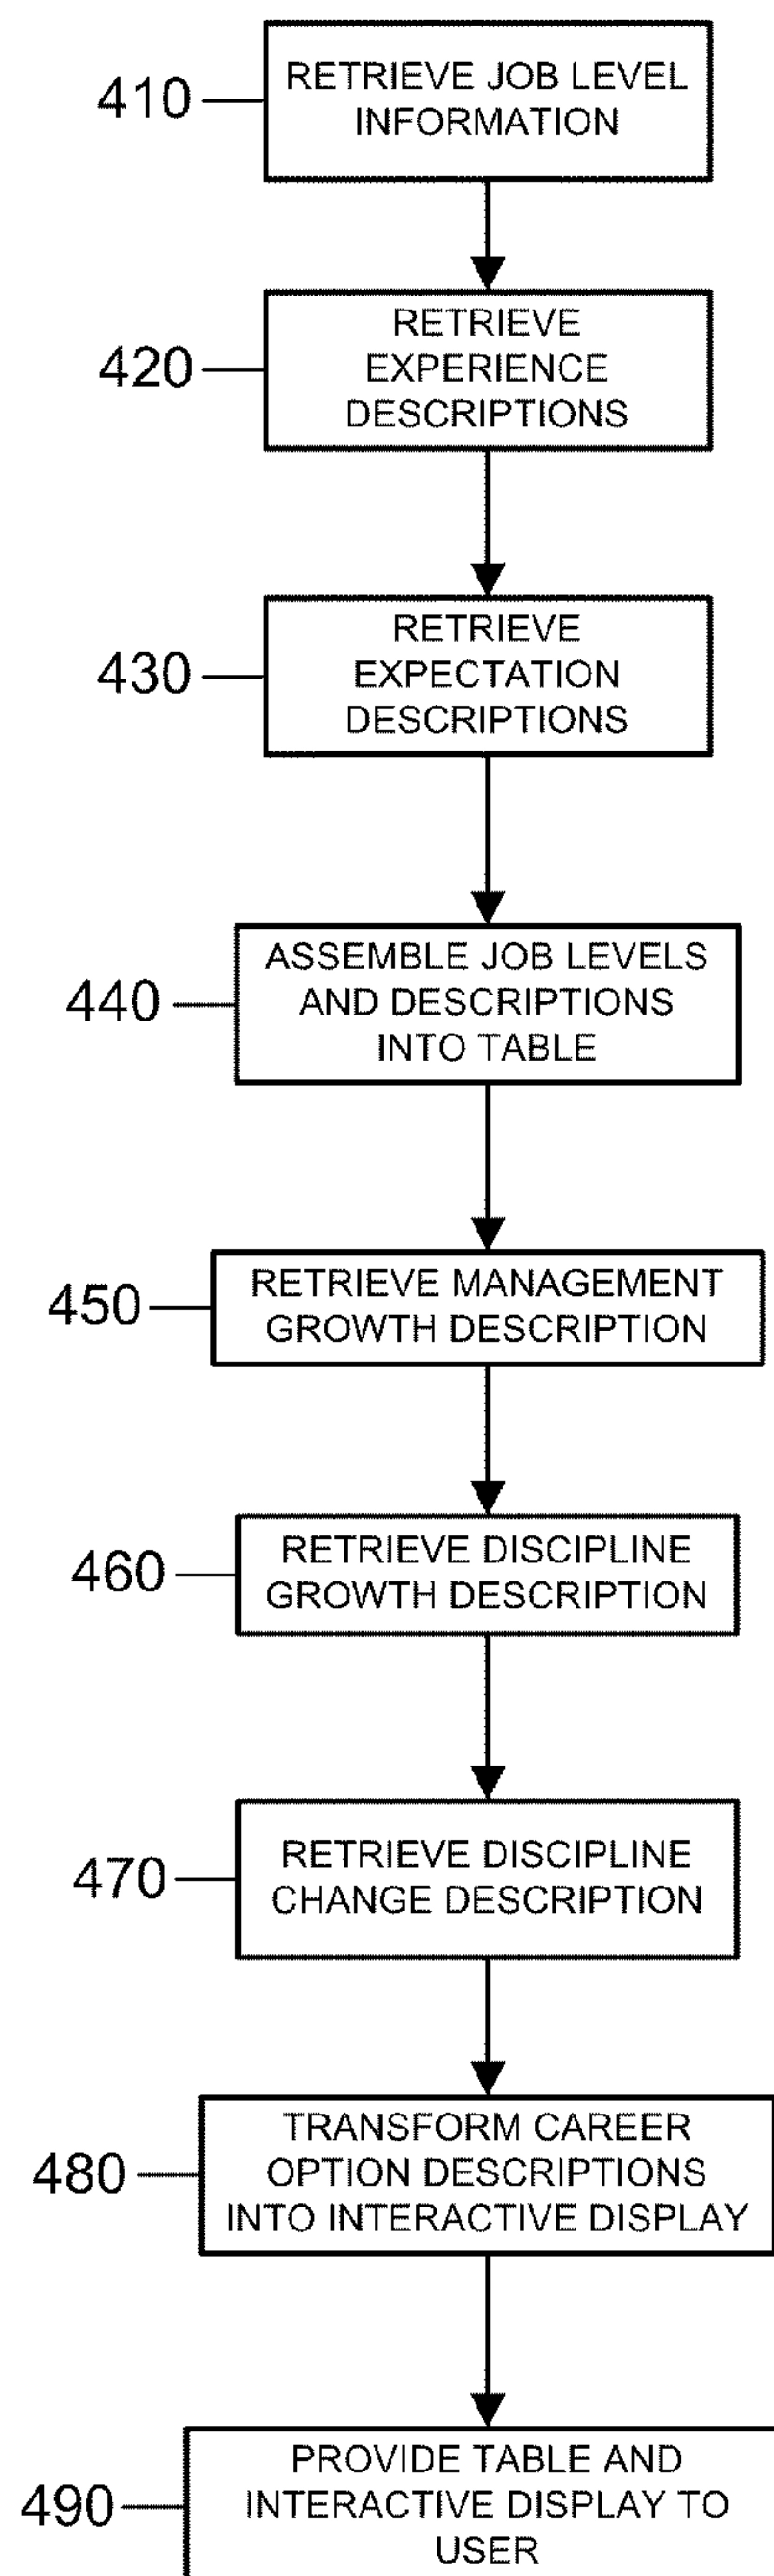 410
RETRIEVE JOB LEVEL
INFORMATION
420
RETRIEVE
EXPERIENCE
DESCRIPTIONS
430
RETRIEVE
EXPECTATION
DESCRIPTIONS
440
ASSEMBLE JOB LEVELS
AND DESCRIPTIONS
INTO TABLE
450
RETRIEVE MANAGEMENT
GROWTH DESCRIPTION
460
RETRIEVE DISCIPLINE
GROWTH DESCRIPTION
470
RETRIEVE DISCIPLINE
CHANGE DESCRIPTION
480
TRANSFORM CAREER
OPTION DESCRIPTIONS
INTO INTERACTIVE DISPLAY
490
PROVIDE TABLE AND
INTERACTIVE DISPLAY TO
USER